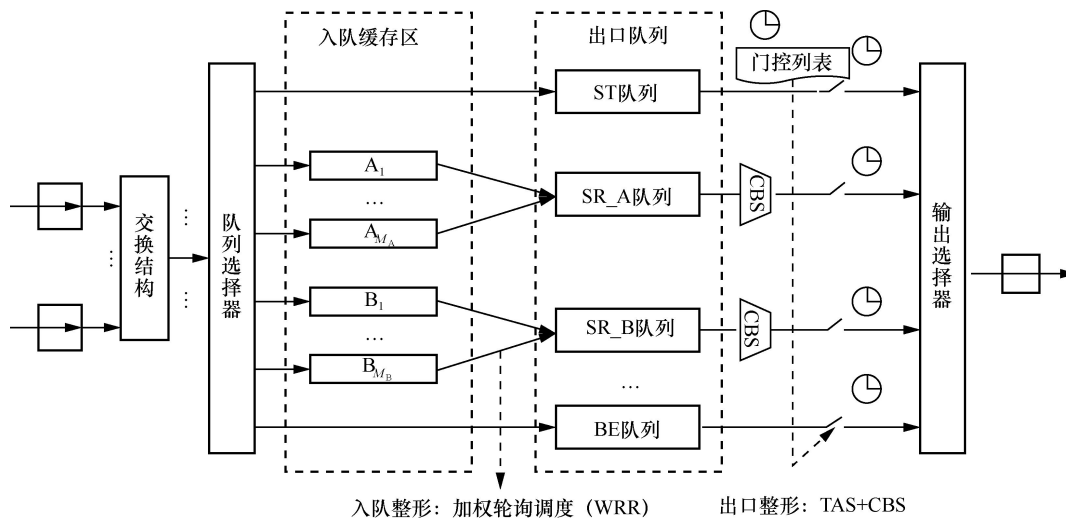 入队缓存区
出口队列
门控列表
ST队列
A1
...
AMA
SR_A队列
CBS
交换结构
队列选择器
输出选择器
B1
...
BMB
SR_B队列
CBS
...
BE队列
入队整形：加权轮询调度（WRR）
出口整形：TAS+CBS